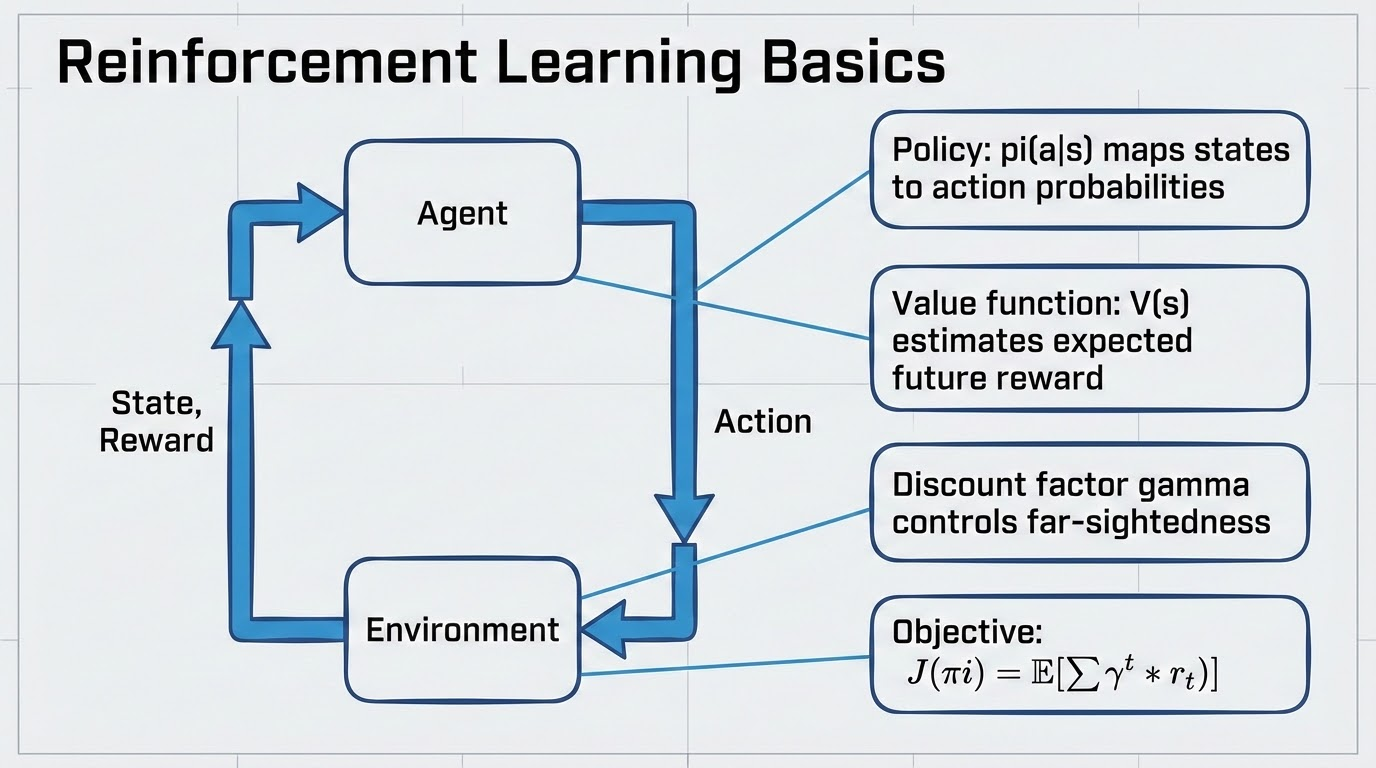 Reinforcement Learning Basics
Agent
State,
Reward
Action
Environment
Policy: pi(a|s) maps states
to action probabilities
Value function: V(s)
estimates expected
future reward
Discount factor gamma
controls far-sightedness
Objective:
J(πi) = 𝔼[∑ γ^t * r_t)]